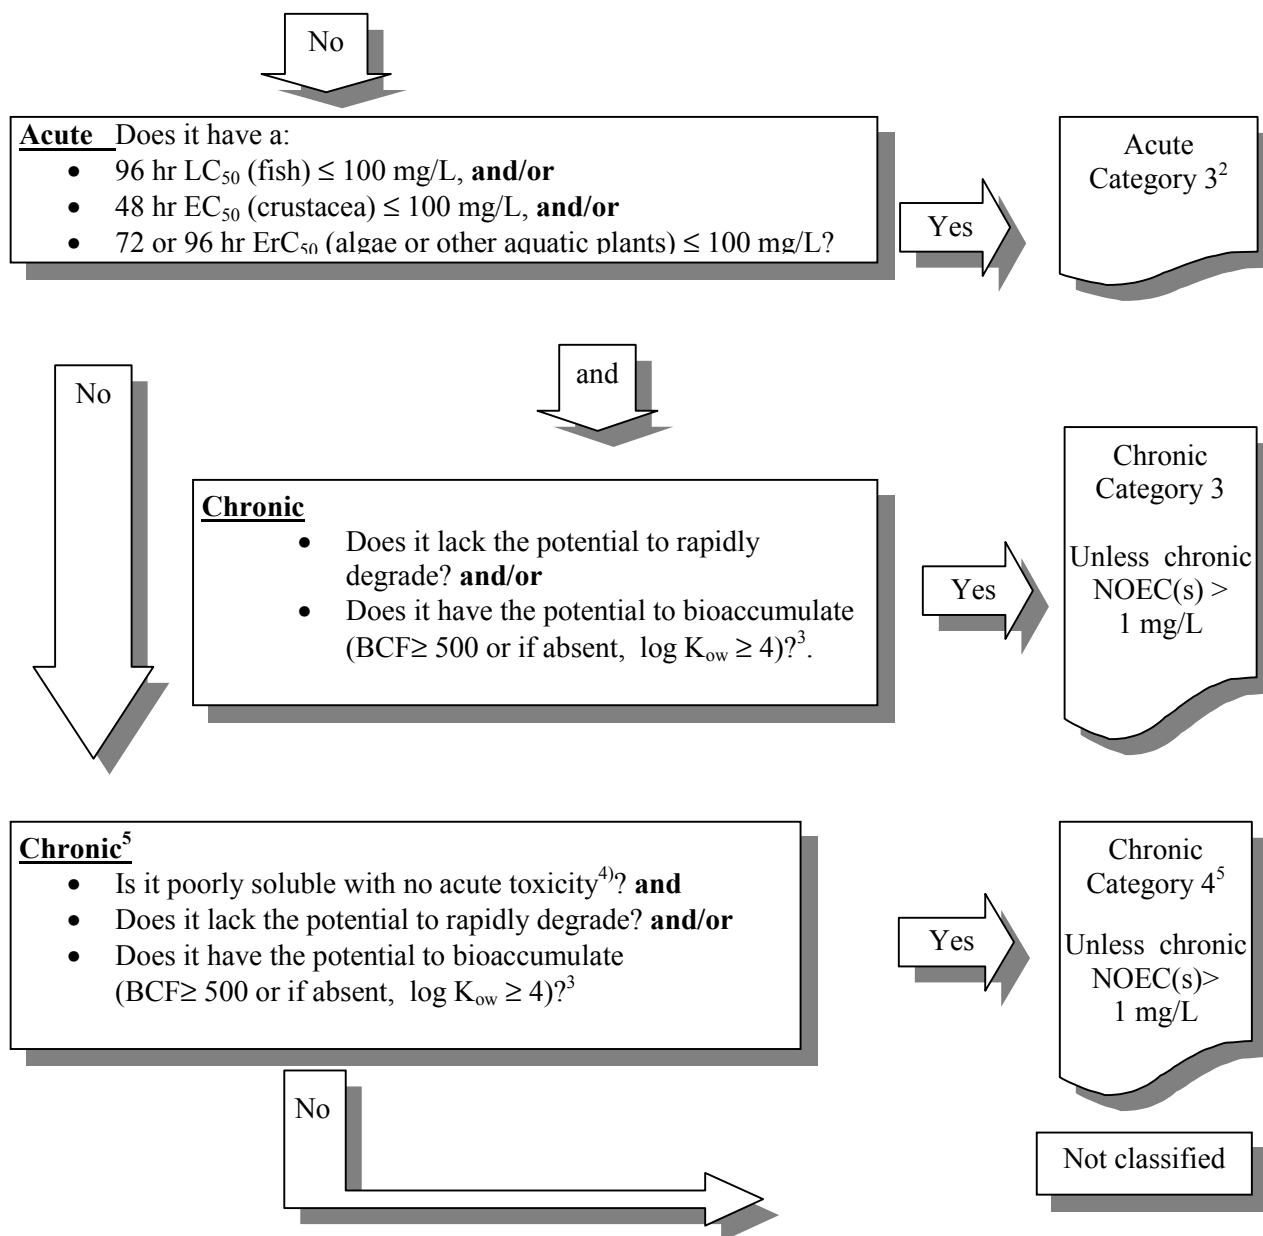 No
Acute Does it have a:
• 96 hr LC50 (fish) ≤ 100 mg/L, and/or
• 48 hr EC50 (crustacea) ≤ 100 mg/L, and/or
• 72 or 96 hr ErC50 (algae or other aquatic plants) ≤ 100 mg/L?
Yes
Acute
Category 3²
and
No
Chronic
• Does it lack the potential to rapidly
degrade? and/or
• Does it have the potential to bioaccumulate
(BCF≥ 500 or if absent, log Kow ≥ 4)?³.
Yes
Chronic
Category 3
Unless chronic
NOEC(s) >
1 mg/L
Chronic⁵
• Is it poorly soluble with no acute toxicity⁴⁾? and
• Does it lack the potential to rapidly degrade? and/or
• Does it have the potential to bioaccumulate
(BCF≥ 500 or if absent, log Kow ≥ 4)?³
Yes
Chronic
Category 4⁵
Unless chronic
NOEC(s)>
1 mg/L
No
Not classified